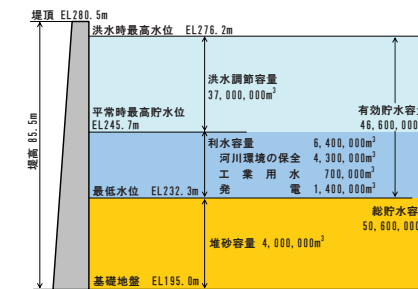 堤頂 EL280.5m
洪水時最高水位 EL276.2m
洪水調節容量
37,000,000m³
平常時最高貯水位
EL245.7m
有効貯水容
46,600,000
堤高 85.5m
利水容量 6,400,000m³
河川環境の保全 4,300,000m³
工業用水 700,000m³
発電 1,400,000m³
最低水位 EL232.3m
総貯水容
50,600,000
堆砂容量 4,000,000m³
基礎地盤 EL195.0m